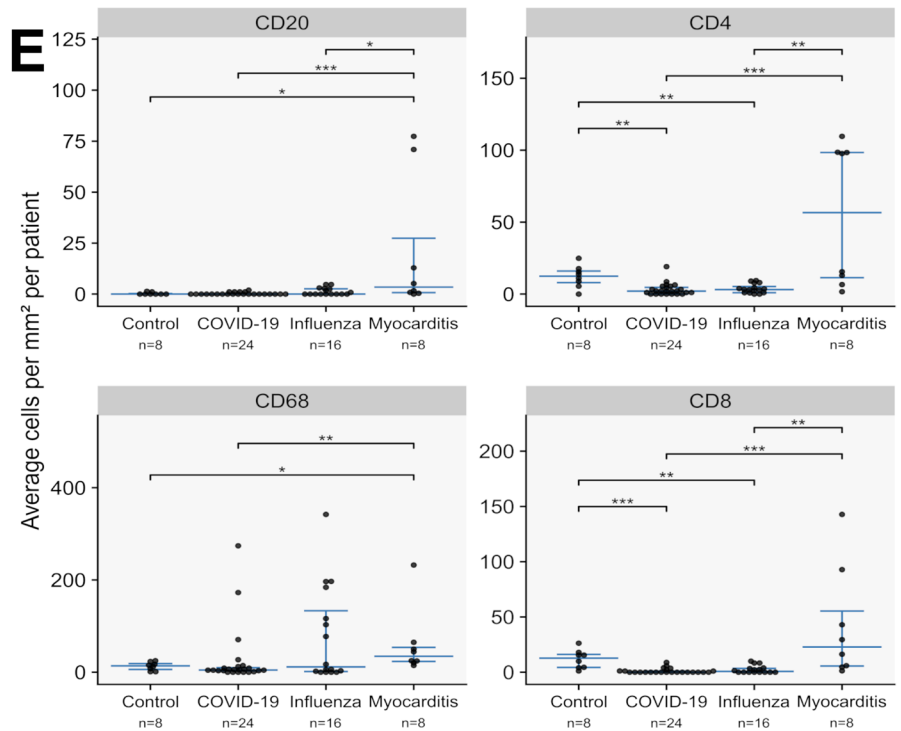 E
Average cells per mm² per patient
CD20
125
100
75
50
25
0
*
***
*
Control COVID-19 Influenza Myocarditis
n=8 n=24 n=16 n=8
CD4
150
100
50
0
**
***
**
**
Control COVID-19 Influenza Myocarditis
n=8 n=24 n=16 n=8
CD68
400
200
0
**
*
Control COVID-19 Influenza Myocarditis
n=8 n=24 n=16 n=8
CD8
200
150
100
50
0
**
***
**
***
Control COVID-19 Influenza Myocarditis
n=8 n=24 n=16 n=8